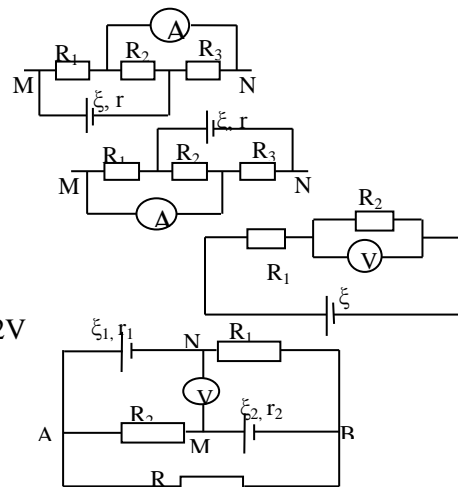 A
R₁ R₂ R₃
M N
ξ, r
ξ, r
R₁ R₂ R₃
M N
A
R₂
R₁ V
ξ
2V
ξ₁, r₁ N R₁
V
R₂ ξ₂, r₂
A M B
R